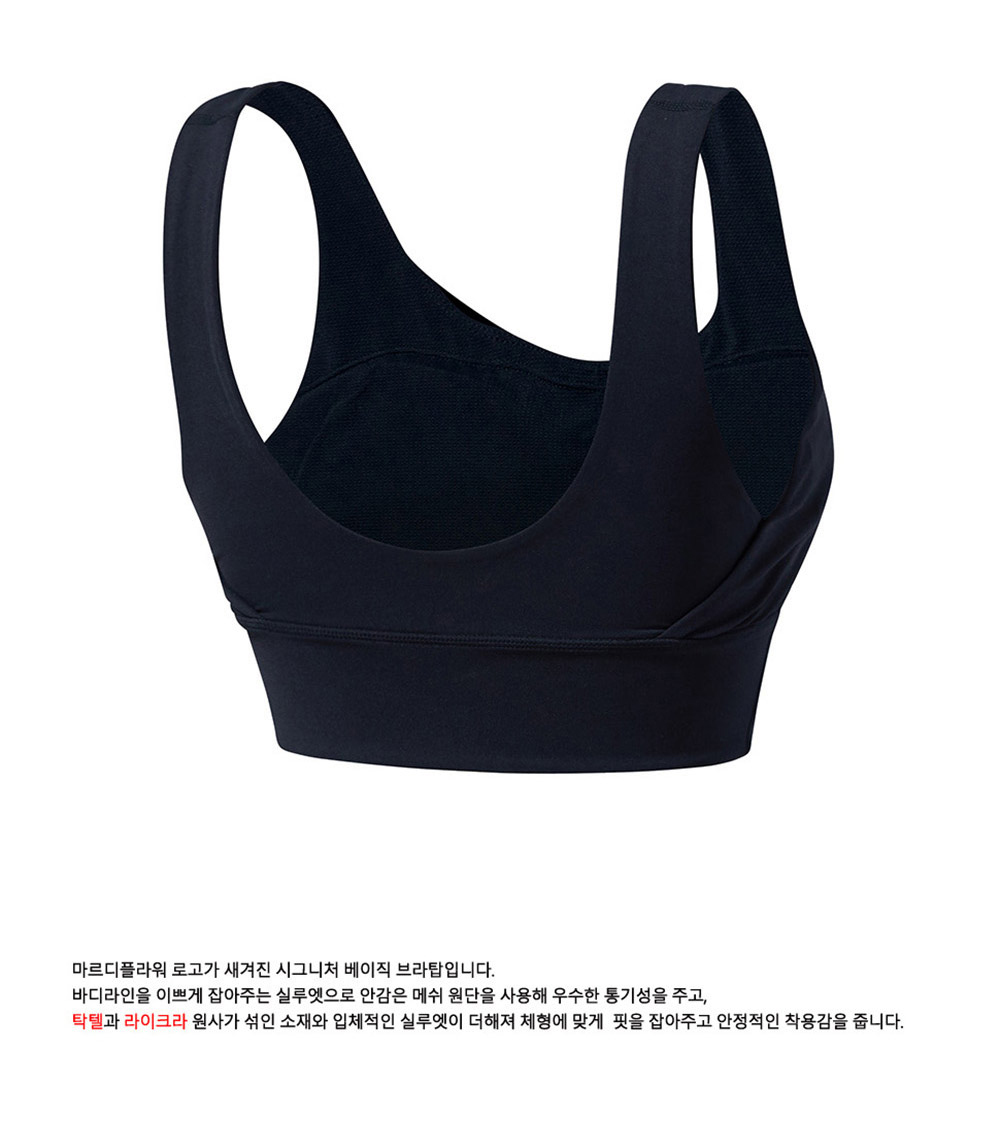 마르디플라워 로고가 새겨진 시그니처 베이직 브라탑입니다.
바디라인을 이쁘게 잡아주는 실루엣으로 안감은 메쉬 원단을 사용해 우수한 통기성을 주고,
탁텔과 라이크라 원사가 섞인 소재와 입체적인 실루엣이 더해져 체형에 맞게 핏을 잡아주고 안정적인 착용감을 줍니다.